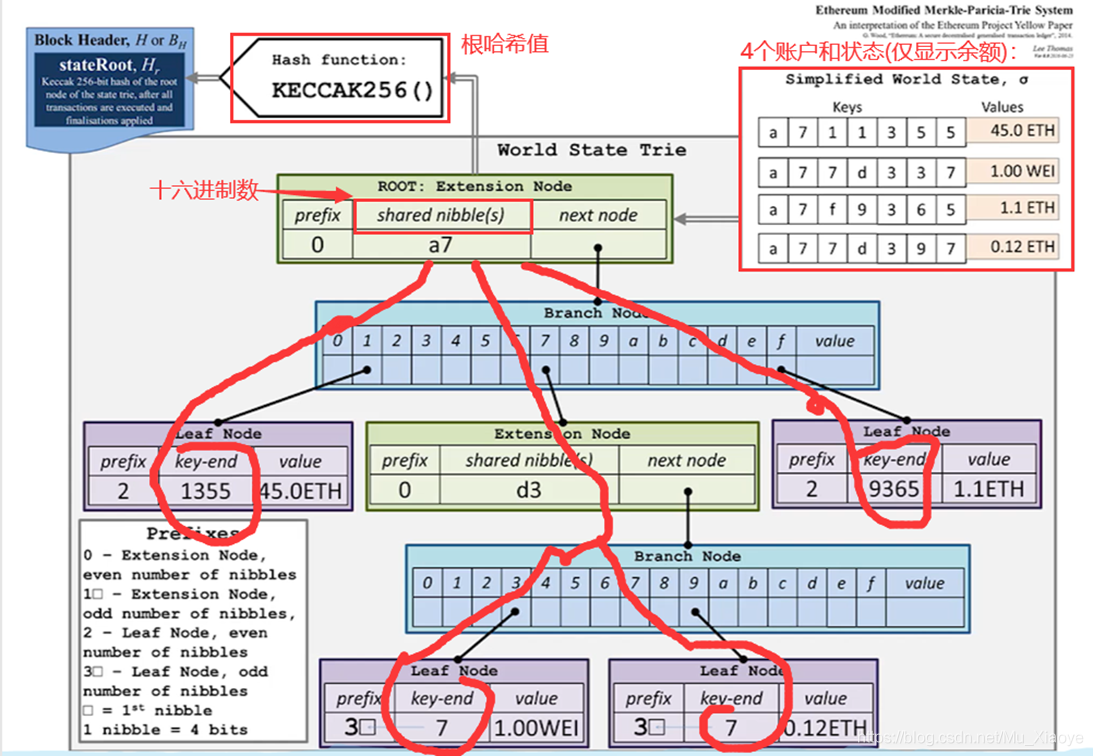 Ethereum Modified Merkle-Paricia-Trie System
An interpretation of the Ethereum Project Yellow Paper
G. Wood, "Ethereum: A secure decentralised generalised transaction ledger", 2014.
Lee Thomas
Block Header, H or B_H
stateRoot, H_r
Keccak 256-bit hash of the root
node of the state trie, after all
transactions are executed and
finalisations applied
Hash function:
KECCAK256()
根哈希值
4个账户和状态(仅显示余额):
Simplified World State, σ
Keys Values
a 7 1 1 3 5 5 45.0 ETH
a 7 7 d 3 3 7 1.00 WEI
a 7 f 9 3 6 5 1.1 ETH
a 7 7 d 3 9 7 0.12 ETH
World State Trie
十六进制数
ROOT: Extension Node
prefix shared nibble(s) next node
0 a7
Branch Node
0 1 2 3 4 5 6 7 8 9 a b c d e f value
Leaf Node
prefix key-end value
2 1355 45.0ETH
Extension Node
prefix shared nibble(s) next node
0 d3
Leaf Node
prefix key-end value
2 9365 1.1ETH
Prefixes
0 - Extension Node,
even number of nibbles
1□ - Extension Node,
odd number of nibbles,
2 - Leaf Node, even
number of nibbles
3□ - Leaf Node, odd
number of nibbles
□ = 1st nibble
1 nibble = 4 bits
Branch Node
0 1 2 3 4 5 6 7 8 9 a b c d e f value
Leaf Node
prefix key-end value
3□ 7 1.00WEI
Leaf Node
prefix key-end value
3□ 7 0.12ETH
https://blog.csdn.net/Mu_Xiaoye